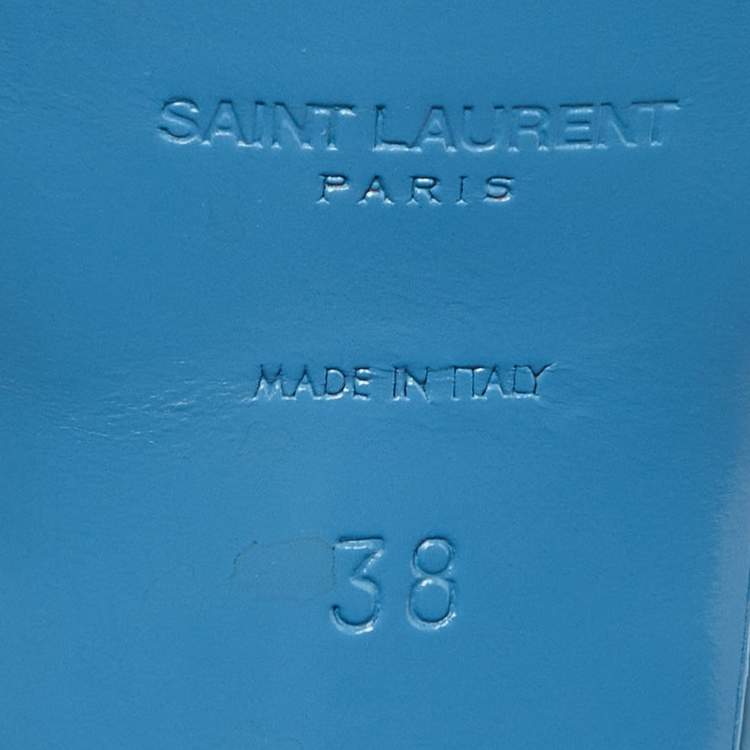 SAINT LAURENT
PARIS
MADE IN ITALY
38